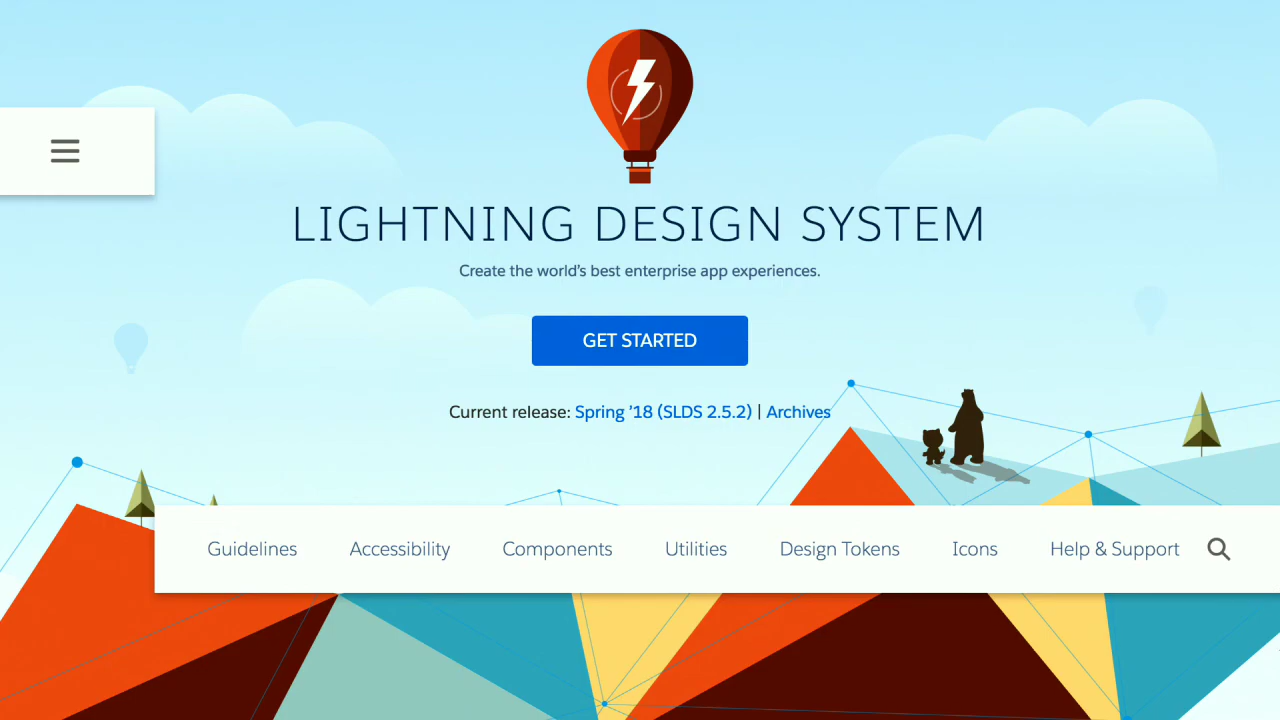 LIGHTNING DESIGN SYSTEM
Create the world’s best enterprise app experiences.
GET STARTED
Current release: Spring ’18 (SLDS 2.5.2) | Archives
Guidelines Accessibility Components Utilities Design Tokens Icons Help & Support